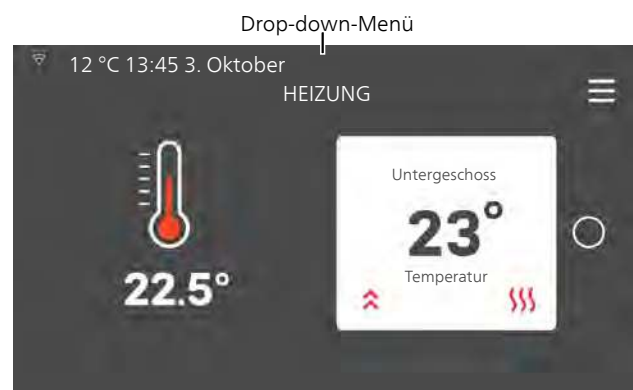 Drop-down-Menü
12 °C 13:45 3. Oktober
HEIZUNG
Untergeschoss
23°
Temperatur
22.5°